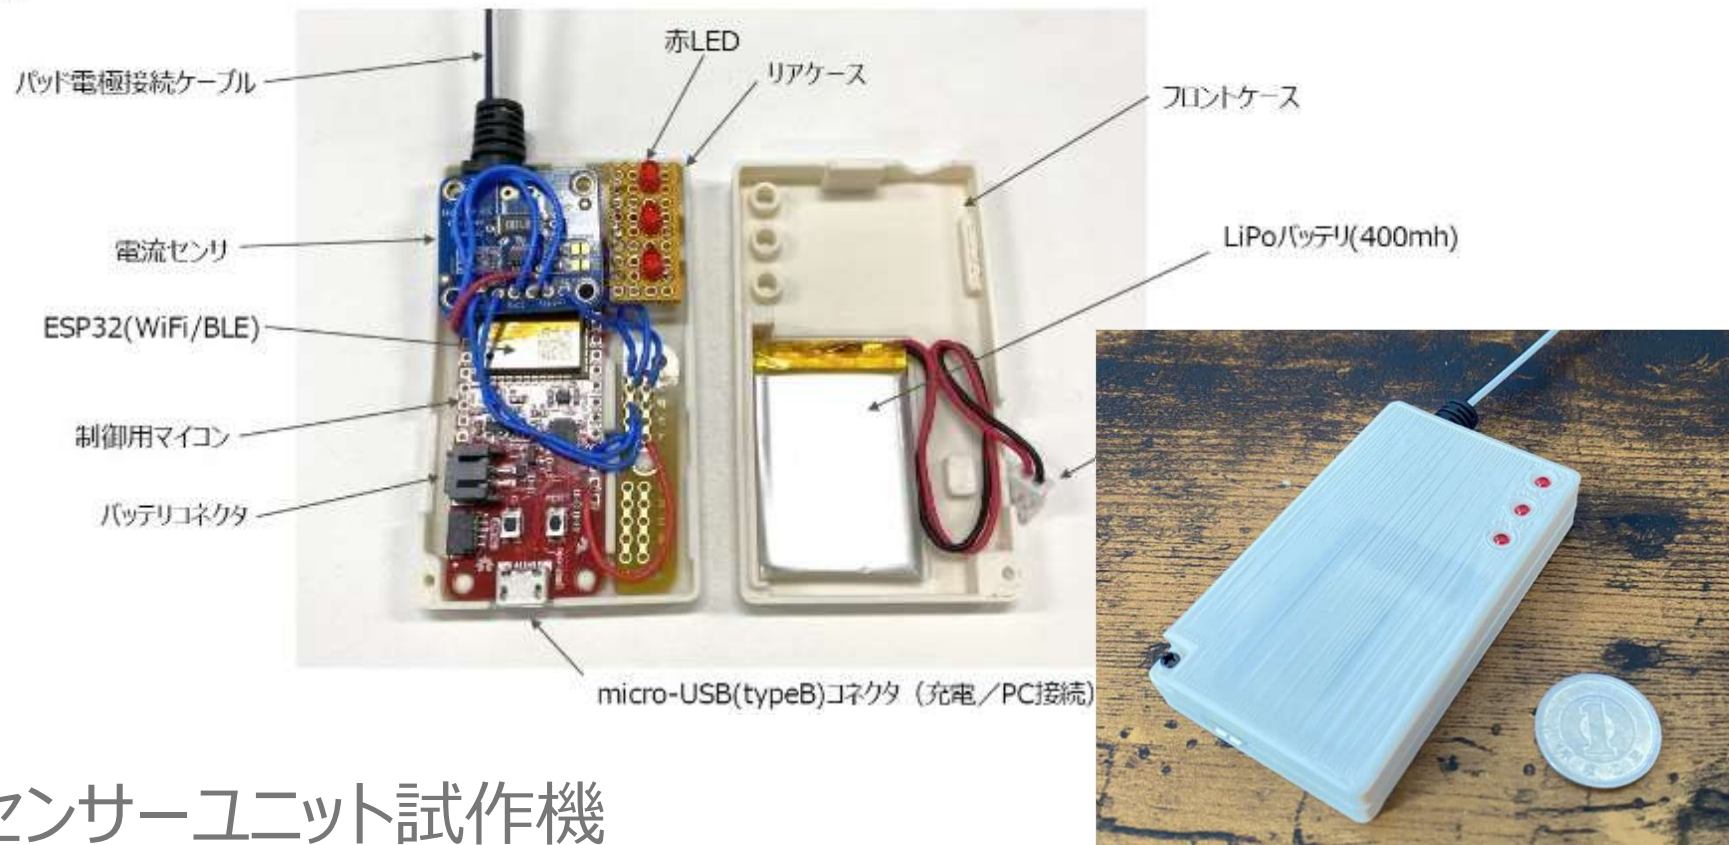 赤LED
リアケース
パッド電極接続ケーブル
フロントケース
電流センサ
LiPoバッテリ(400mh)
ESP32(WiFi/BLE)
制御用マイコン
バッテリコネクタ
micro-USB(typeB)コネクタ（充電／PC接続）
センサーユニット試作機
1